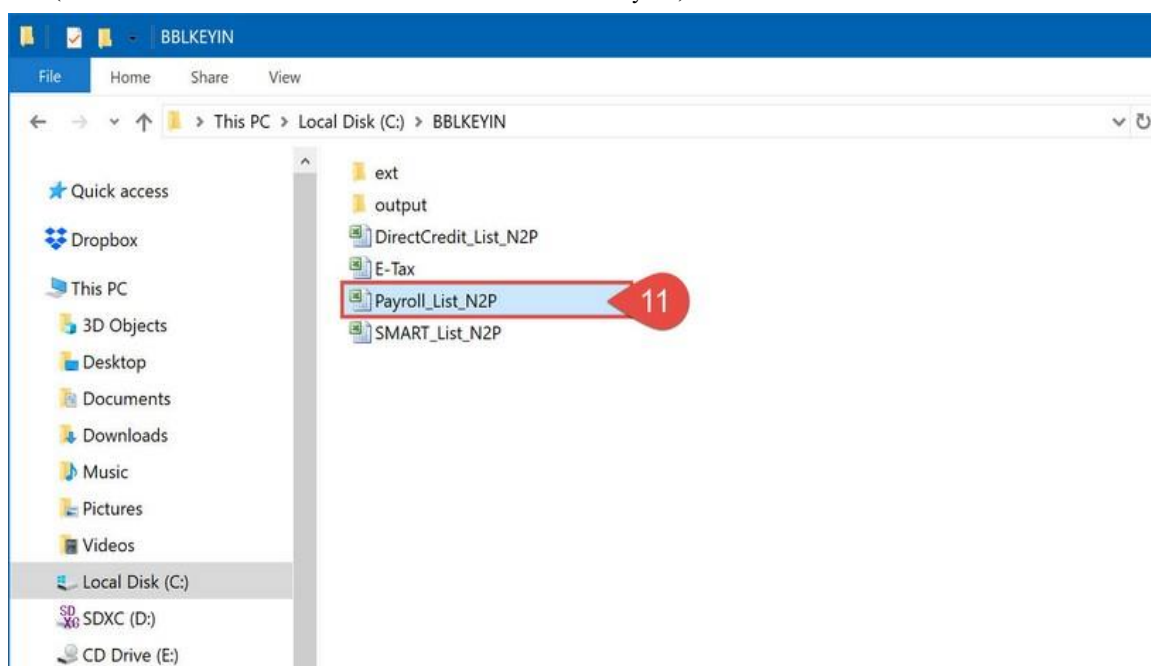 BBLKEYIN
File Home Share View
This PC > Local Disk (C:) > BBLKEYIN
Quick access
Dropbox
This PC
3D Objects
Desktop
Documents
Downloads
Music
Pictures
Videos
Local Disk (C:)
SDXC (D:)
CD Drive (E:)
ext
output
DirectCredit_List_N2P
E-Tax
Payroll_List_N2P
11
SMART_List_N2P